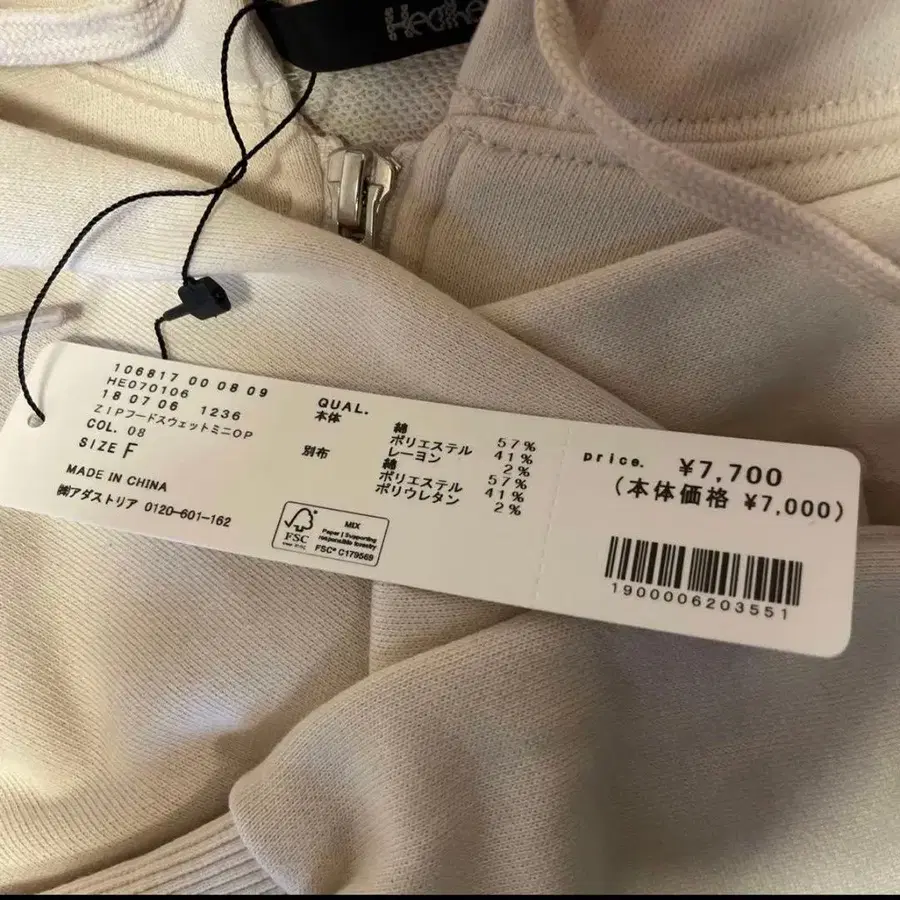 106817 00 08 09
HE070106
18 07 06 1236
ZIPフードスウェットミニOP
COL. 08
SIZE F
MADE IN CHINA
㈱アダストリア 0120-601-162
QUAL.
本体
綿 57%
ポリエステル 41%
レーヨン 2%
別布
綿 57%
ポリエステル 41%
ポリウレタン 2%
FSC
MIX
Paper | Supporting
responsible forestry
FSC® C179569
price. ¥7,700
(本体価格 ¥7,000)
1900006203551